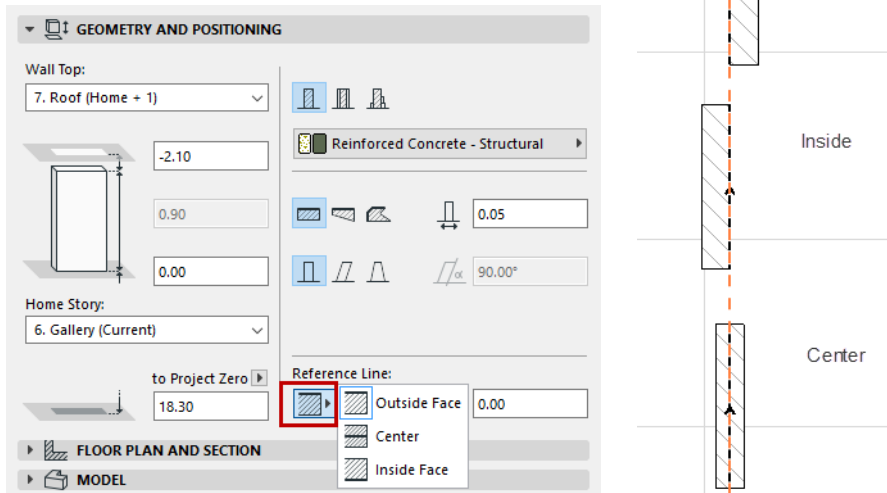 GEOMETRY AND POSITIONING
Wall Top:
7. Roof (Home + 1)
-2.10
0.90
0.00
Home Story:
6. Gallery (Current)
to Project Zero
18.30
Reinforced Concrete - Structural
0.05
α
90.00°
Reference Line:
Outside Face
0.00
Center
Inside Face
FLOOR PLAN AND SECTION
MODEL
Inside
Center